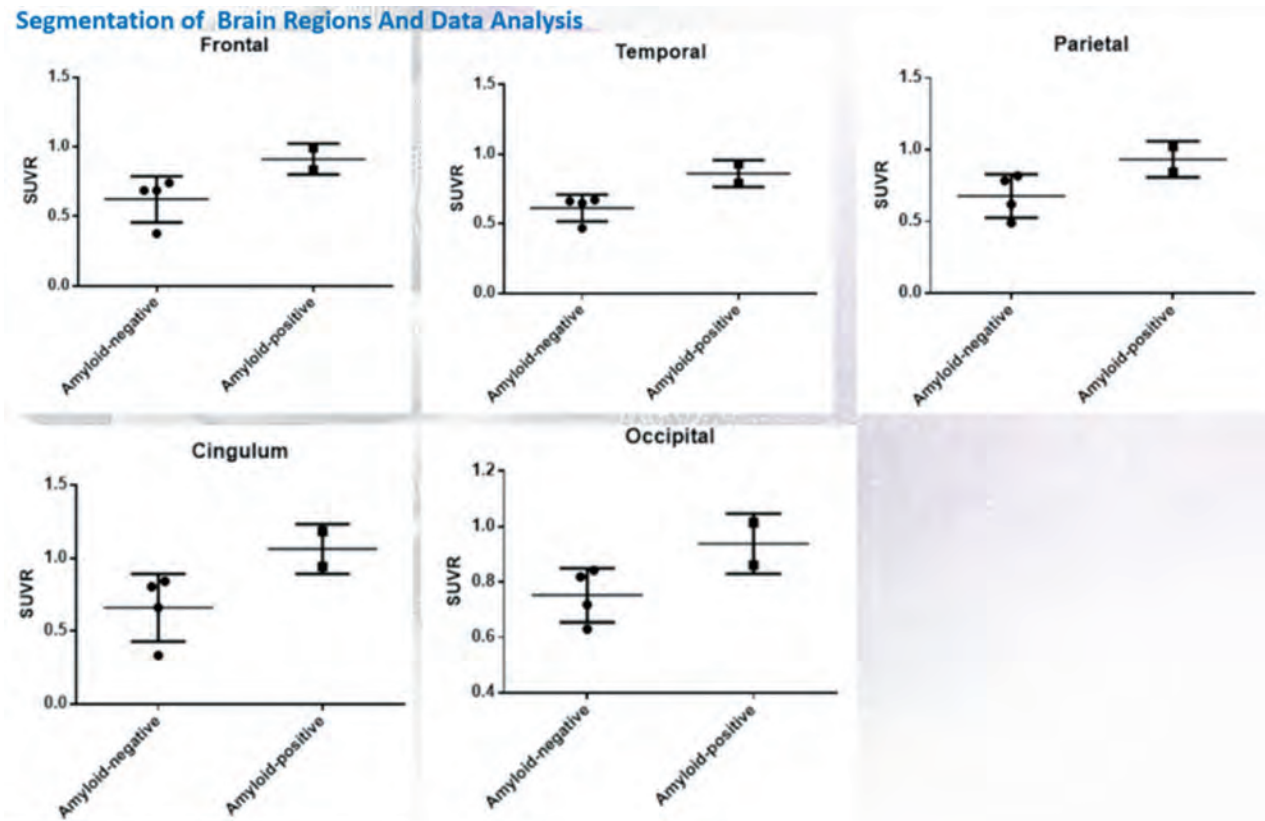 Segmentation of Brain Regions And Data Analysis
Frontal
1.5
1.0
0.5
0.0
SUVR
Amyloid-negative
Amyloid-positive
Temporal
1.5
1.0
0.5
0.0
SUVR
Amyloid-negative
Amyloid-positive
Parietal
1.5
1.0
0.5
0.0
SUVR
Amyloid-negative
Amyloid-positive
Cingulum
1.5
1.0
0.5
0.0
SUVR
Amyloid-negative
Amyloid-positive
Occipital
1.2
1.0
0.8
0.6
0.4
SUVR
Amyloid-negative
Amyloid-positive